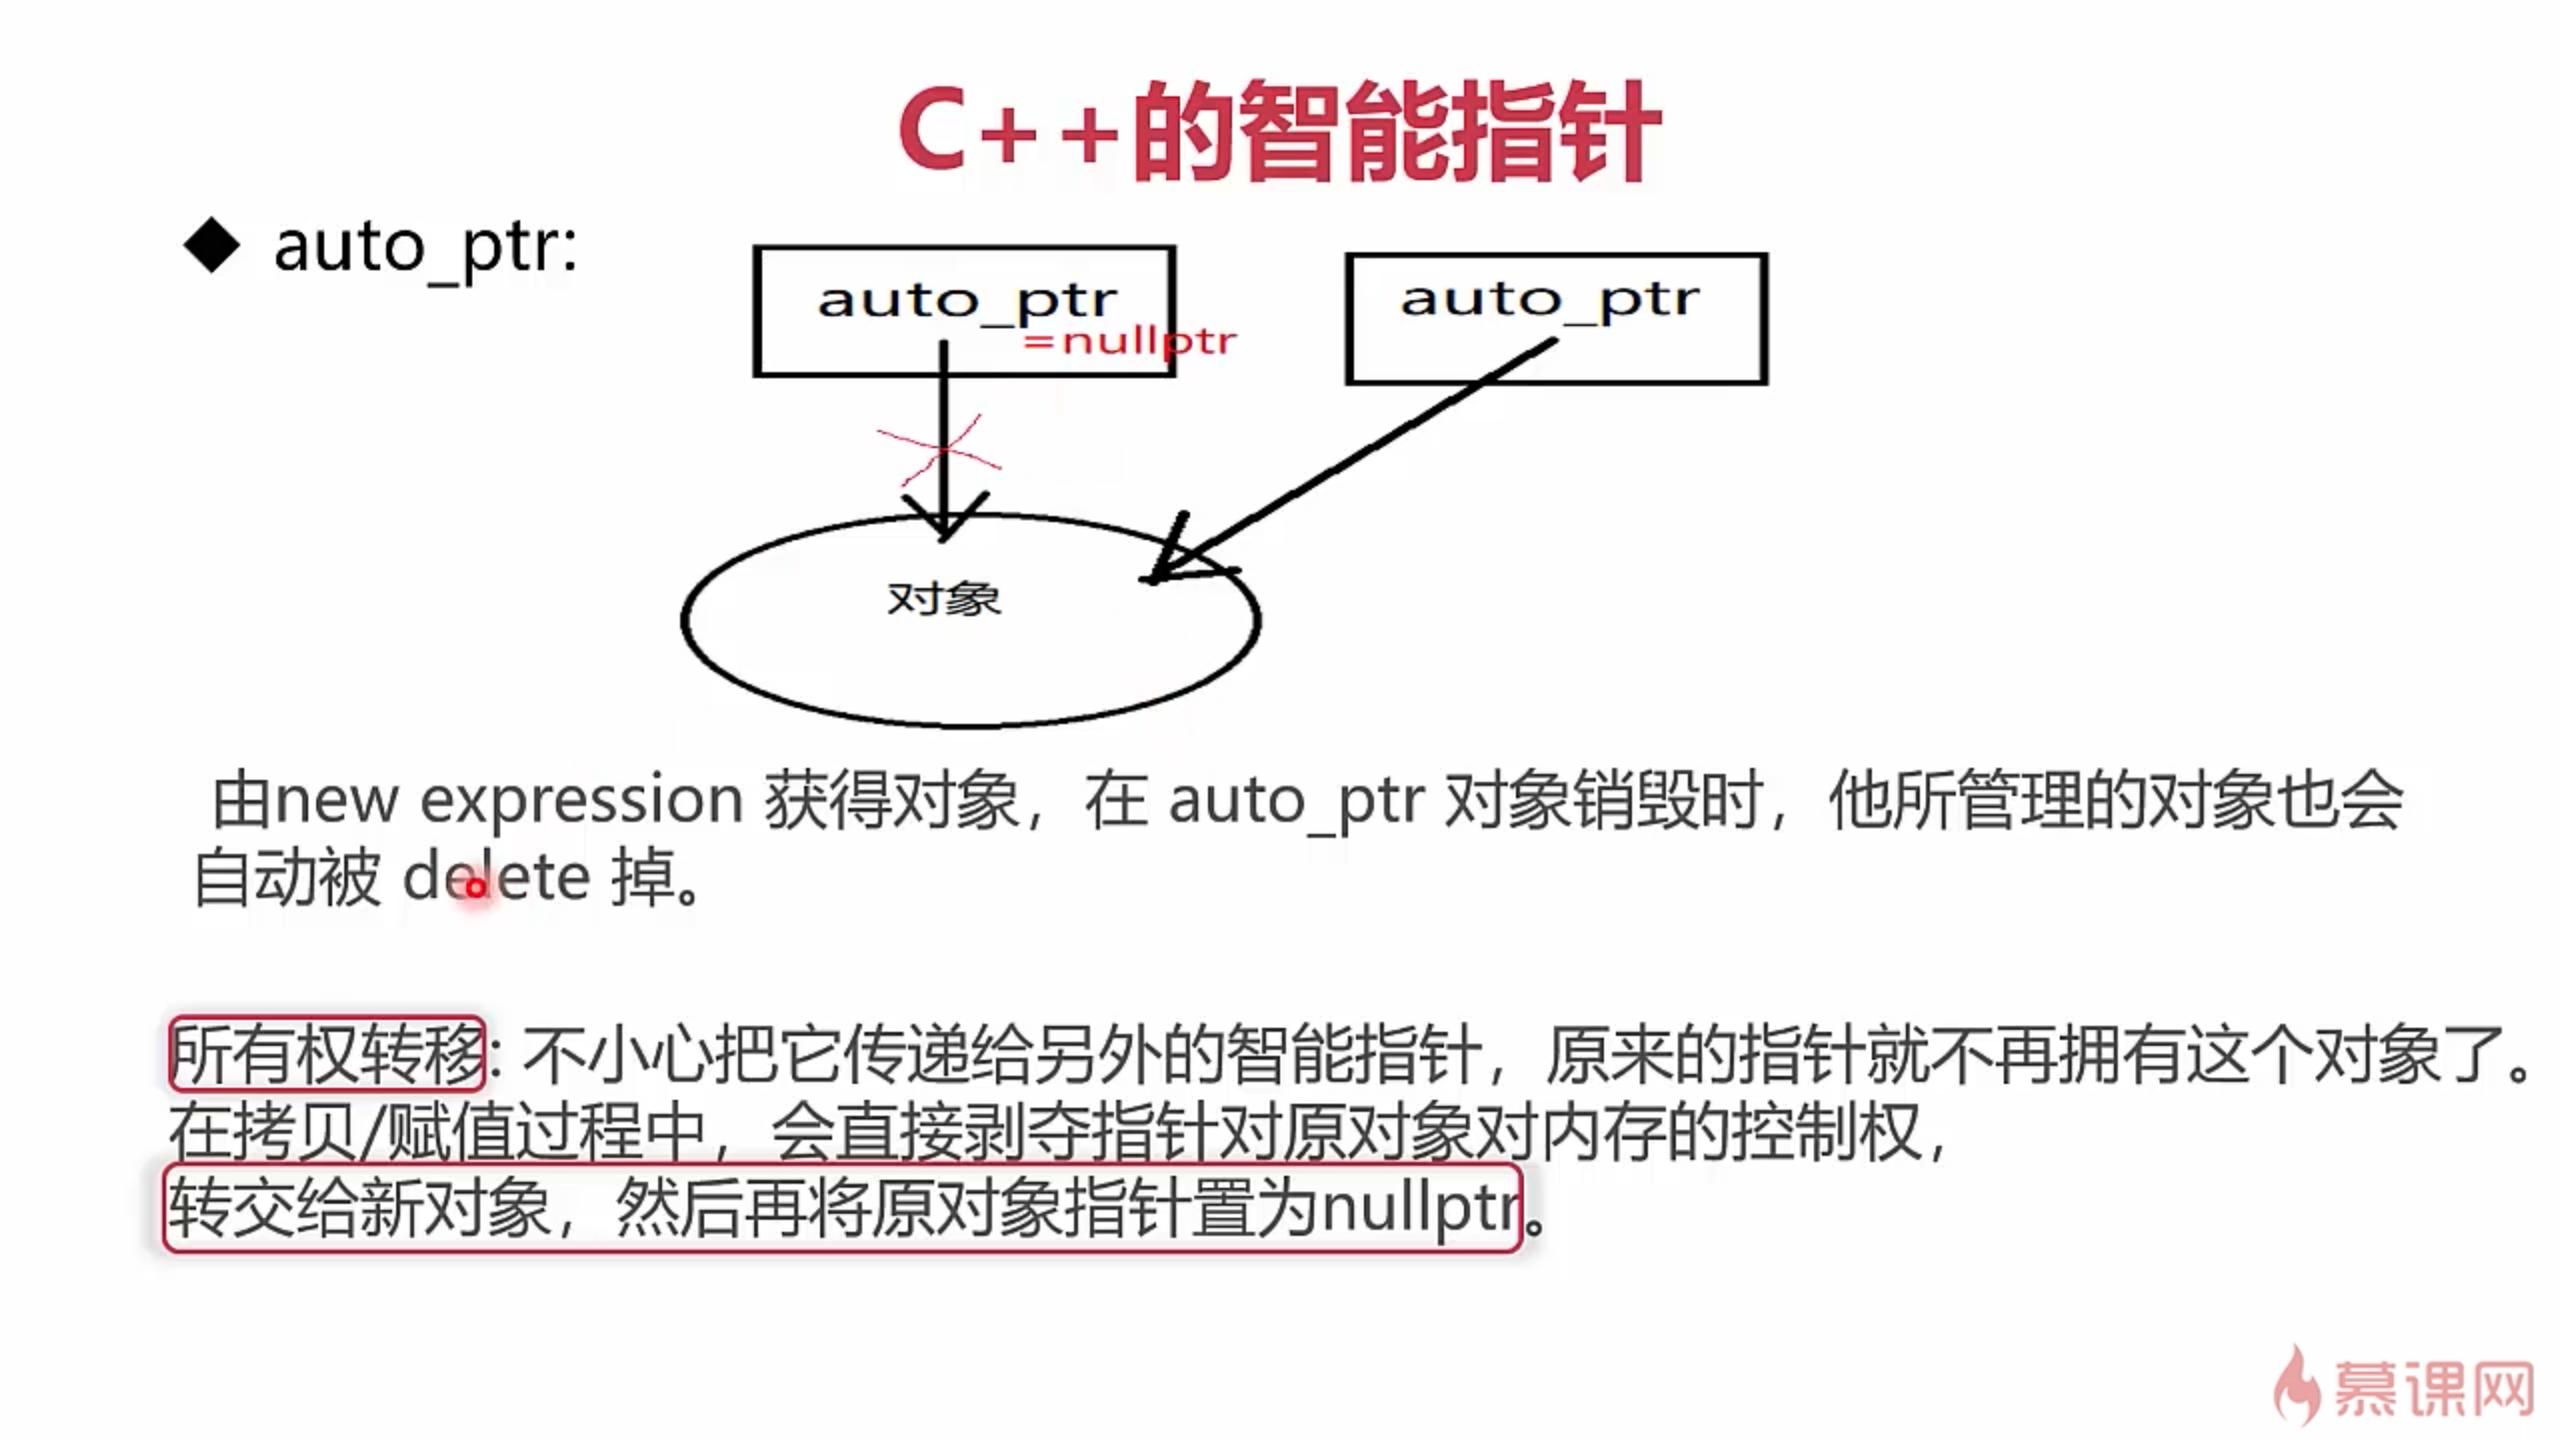 C++的智能指针
◆ auto_ptr:
auto_ptr
=nullptr
auto_ptr
对象
由new expression 获得对象，在 auto_ptr 对象销毁时，他所管理的对象也会
自动被 delete 掉。
所有权转移: 不小心把它传递给另外的智能指针，原来的指针就不再拥有这个对象了。
在拷贝/赋值过程中，会直接剥夺指针对原对象对内存的控制权，
转交给新对象，然后再将原对象指针置为nullptr。
慕课网